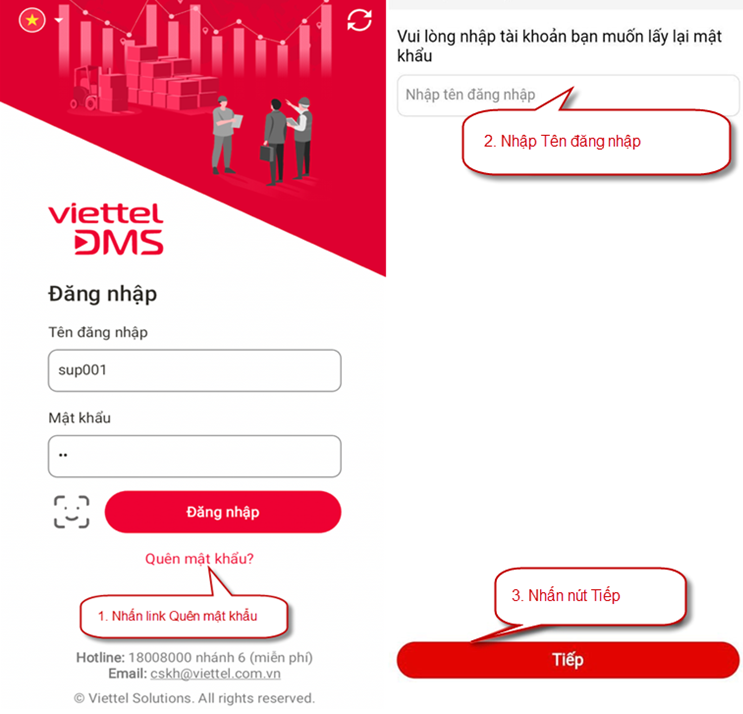 viettel
DMS
Đăng nhập
Tên đăng nhập
sup001
Mật khẩu
••
Đăng nhập
Quên mật khẩu?
1. Nhấn link Quên mật khẩu
Hotline: 18008000 nhánh 6 (miễn phí)
Email: cskh@viettel.com.vn
© Viettel Solutions. All rights reserved.
Vui lòng nhập tài khoản bạn muốn lấy lại mật
khẩu
Nhập tên đăng nhập
2. Nhập Tên đăng nhập
3. Nhấn nút Tiếp
Tiếp